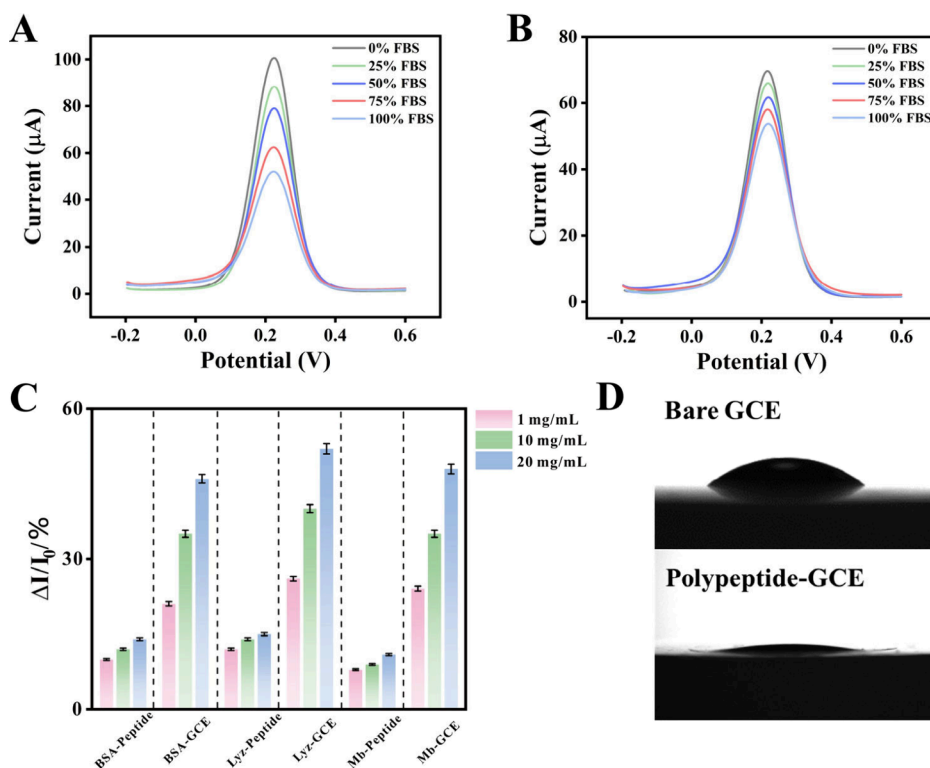 A
0% FBS
25% FBS
50% FBS
75% FBS
100% FBS
100
80
60
40
20
0
Current (μA)
-0.2 0.0 0.2 0.4 0.6
Potential (V)
B
0% FBS
25% FBS
50% FBS
75% FBS
100% FBS
80
60
40
20
0
Current (μA)
-0.2 0.0 0.2 0.4 0.6
Potential (V)
C
1 mg/mL
10 mg/mL
20 mg/mL
60
30
0
ΔI/I0/%
BSA-Peptide
BSA-GCE
Lyz-Peptide
Lyz-GCE
Mb-Peptide
Mb-GCE
D
Bare GCE
Polypeptide-GCE